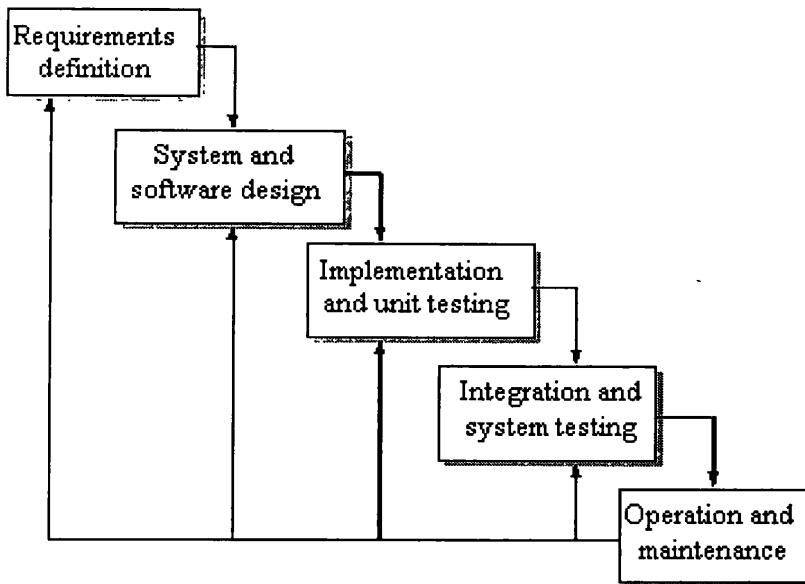 Requirements
definition
System and
software design
Implementation
and unit testing
Integration and
system testing
Operation and
maintenance